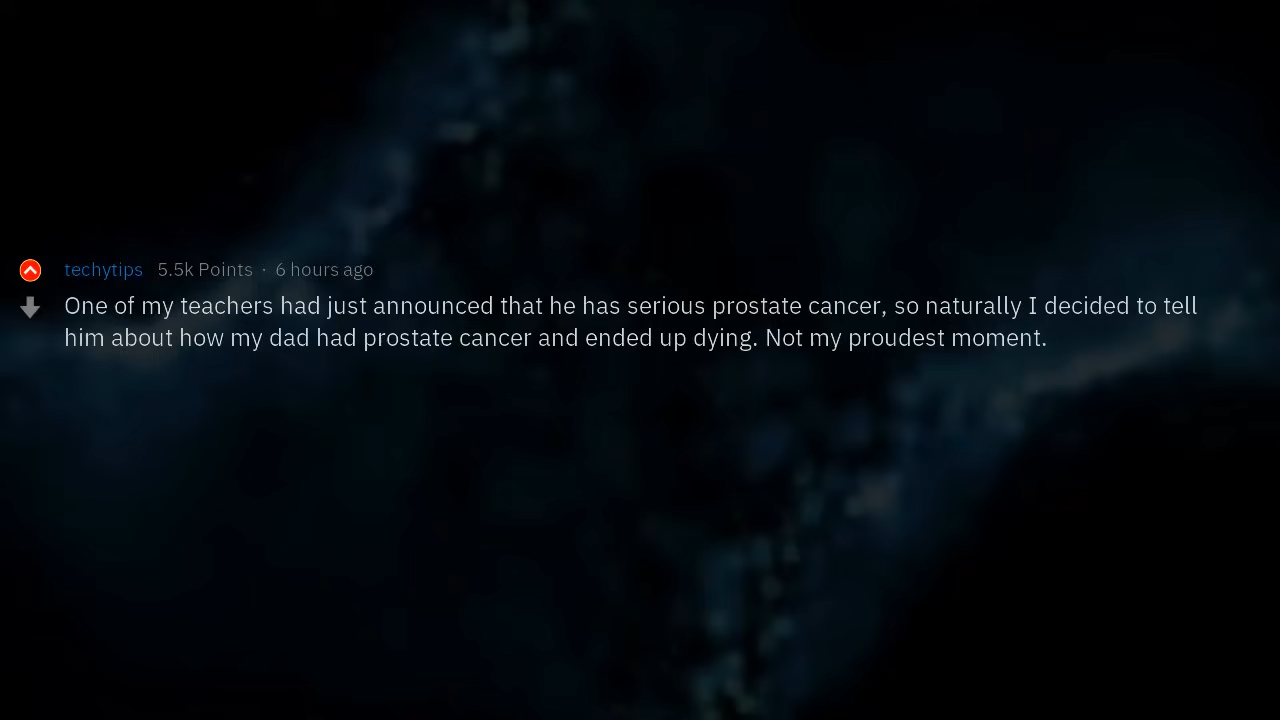 techytips 5.5k Points · 6 hours ago
One of my teachers had just announced that he has serious prostate cancer, so naturally I decided to tell
him about how my dad had prostate cancer and ended up dying. Not my proudest moment.